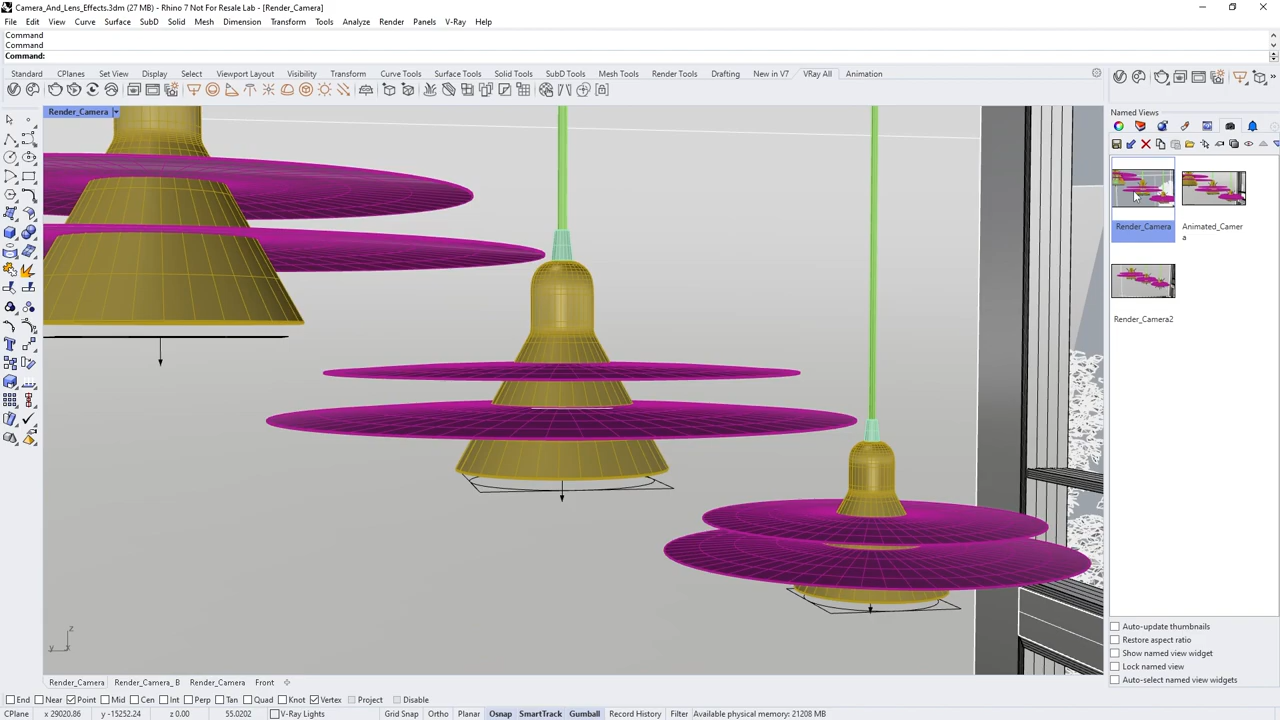 Camera_And_Lens_Effects.3dm (27 MB) - Rhino 7 Not For Resale Lab - [Render_Camera]
File Edit View Curve Surface SubD Solid Mesh Dimension Transform Tools Analyze Render Panels V-Ray Help
Command
Command
Command:
Standard CPlanes Set View Display Select Viewport Layout Visibility Transform Curve Tools Surface Tools Solid Tools SubD Tools Mesh Tools Render Tools Drafting New in V7 VRay All Animation
Render_Camera
Named Views
Render_Camera Animated_Camer
a
Render_Camera2
z
y x
Auto-update thumbnails
Restore aspect ratio
Show named view widget
Lock named view
Auto-select named view widgets
Render_Camera Render_Camera_ B Render_Camera Front
End Near Point Mid Cen Int Perp Tan Quad Knot Vertex Project Disable
CPlane x 29020.86 y -15252.24 z 0.00 55.0202 V-Ray Lights Grid Snap Ortho Planar Osnap SmartTrack Gumball Record History Filter Available physical memory: 21208 MB